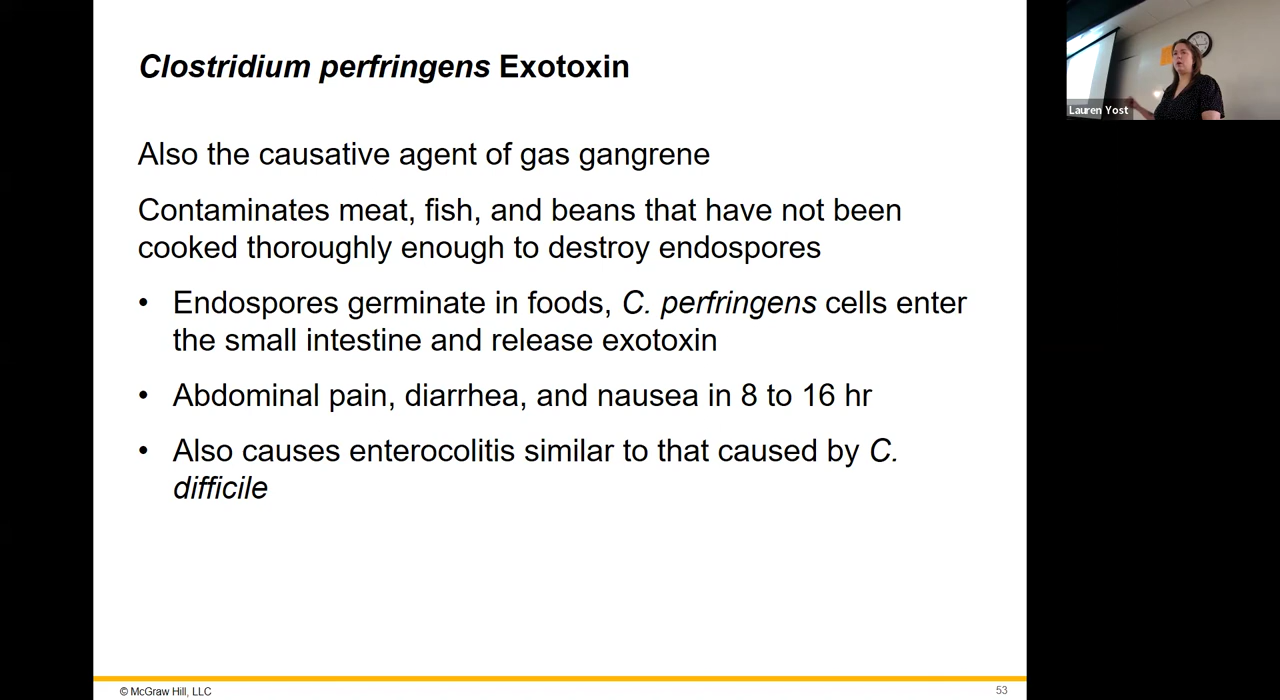 Clostridium perfringens Exotoxin
Also the causative agent of gas gangrene
Contaminates meat, fish, and beans that have not been
cooked thoroughly enough to destroy endospores
• Endospores germinate in foods, C. perfringens cells enter
the small intestine and release exotoxin
• Abdominal pain, diarrhea, and nausea in 8 to 16 hr
• Also causes enterocolitis similar to that caused by C.
difficile
© McGraw Hill, LLC
53
Lauren Yost